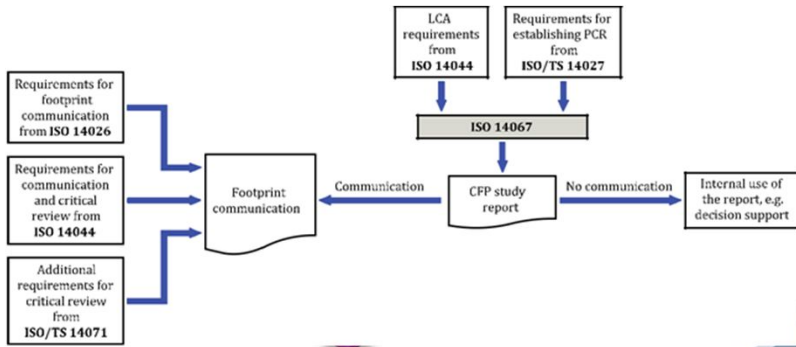 LCA
requirements
from
ISO 14044
Requirements for
establishing PCR
from
ISO/TS 14027
Requirements for
footprint
communication
from ISO 14026
ISO 14067
Requirements for
communication
and critical
review from
ISO 14044
Footprint
communication
Communication
CFP study
report
No communication
Internal use of
the report, e.g.
decision support
Additional
requirements for
critical review
from
ISO/TS 14071